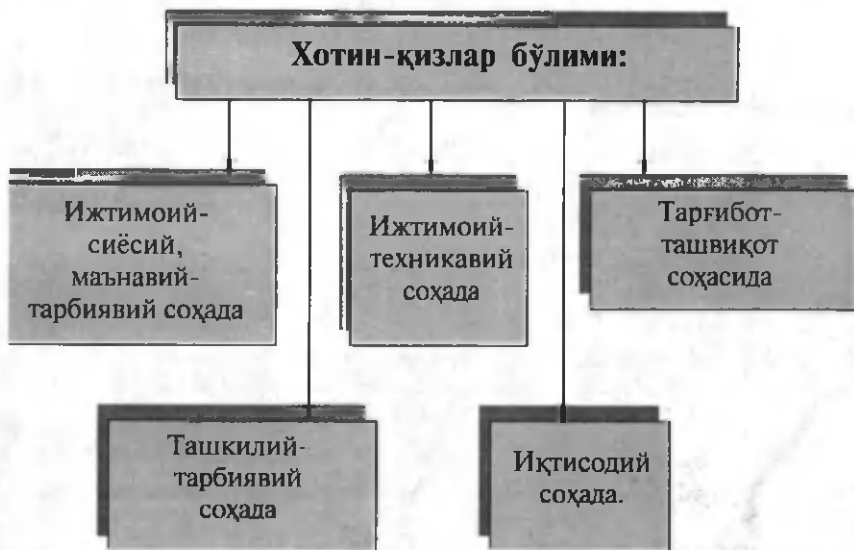 Хотин-қизлар бўлими:
Ижтимоий-
сиёсий,
маънавий-
тарбиявий соҳада
Ижтимоий-
техникавий
соҳада
Тарғибот-
ташвиқот
соҳасида
Ташкилий-
тарбиявий
соҳада
Иқтисодий
соҳада.